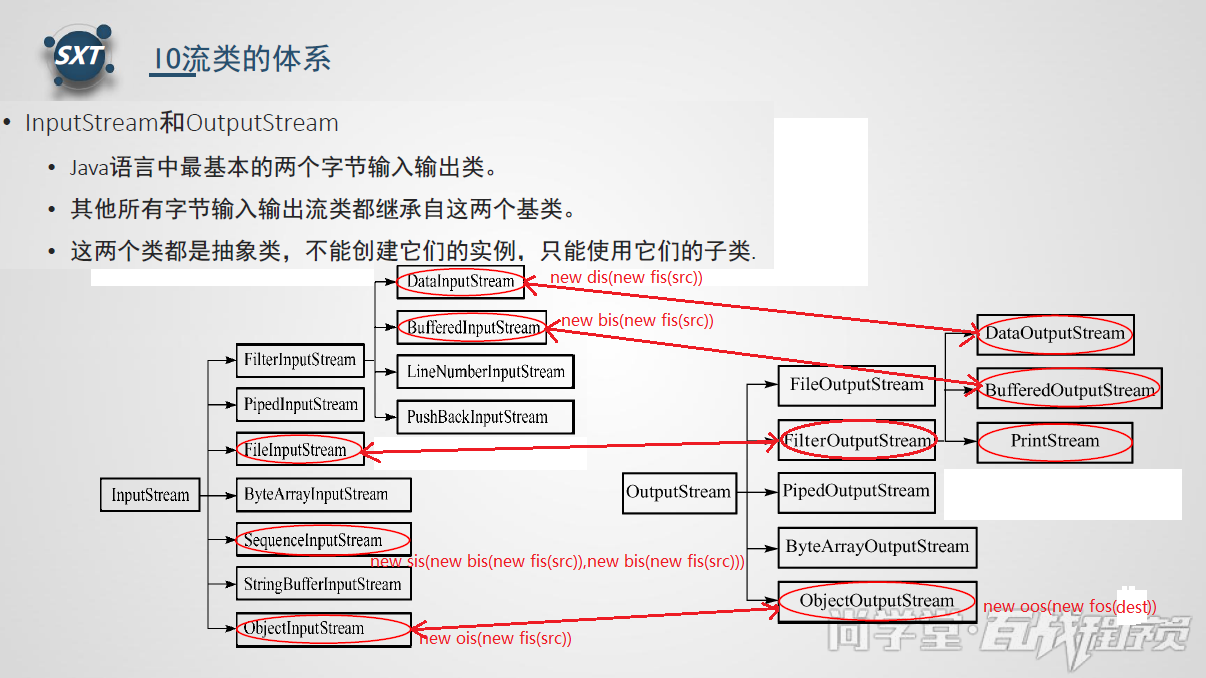 SXT
IO流类的体系
• InputStream和OutputStream
• Java语言中最基本的两个字节输入输出类。
• 其他所有字节输入输出流类都继承自这两个基类。
• 这两个类都是抽象类，不能创建它们的实例，只能使用它们的子类.
DataInputStream
new dis(new fis(src))
BufferedInputStream
new bis(new fis(src))
DataOutputStream
FilterInputStream
LineNumberInputStream
FileOutputStream
BufferedOutputStream
PipedInputStream
PushBackInputStream
FileInputStream
FilterOutputStream
PrintStream
InputStream
ByteArrayInputStream
OutputStream
PipedOutputStream
SequenceInputStream
new sis(new bis(new fis(src)),new bis(new fis(src)))
ByteArrayOutputStream
StringBufferInputStream
ObjectOutputStream
new oos(new fos(dest))
ObjectInputStream
new ois(new fis(src))
尚学堂·百战程序员